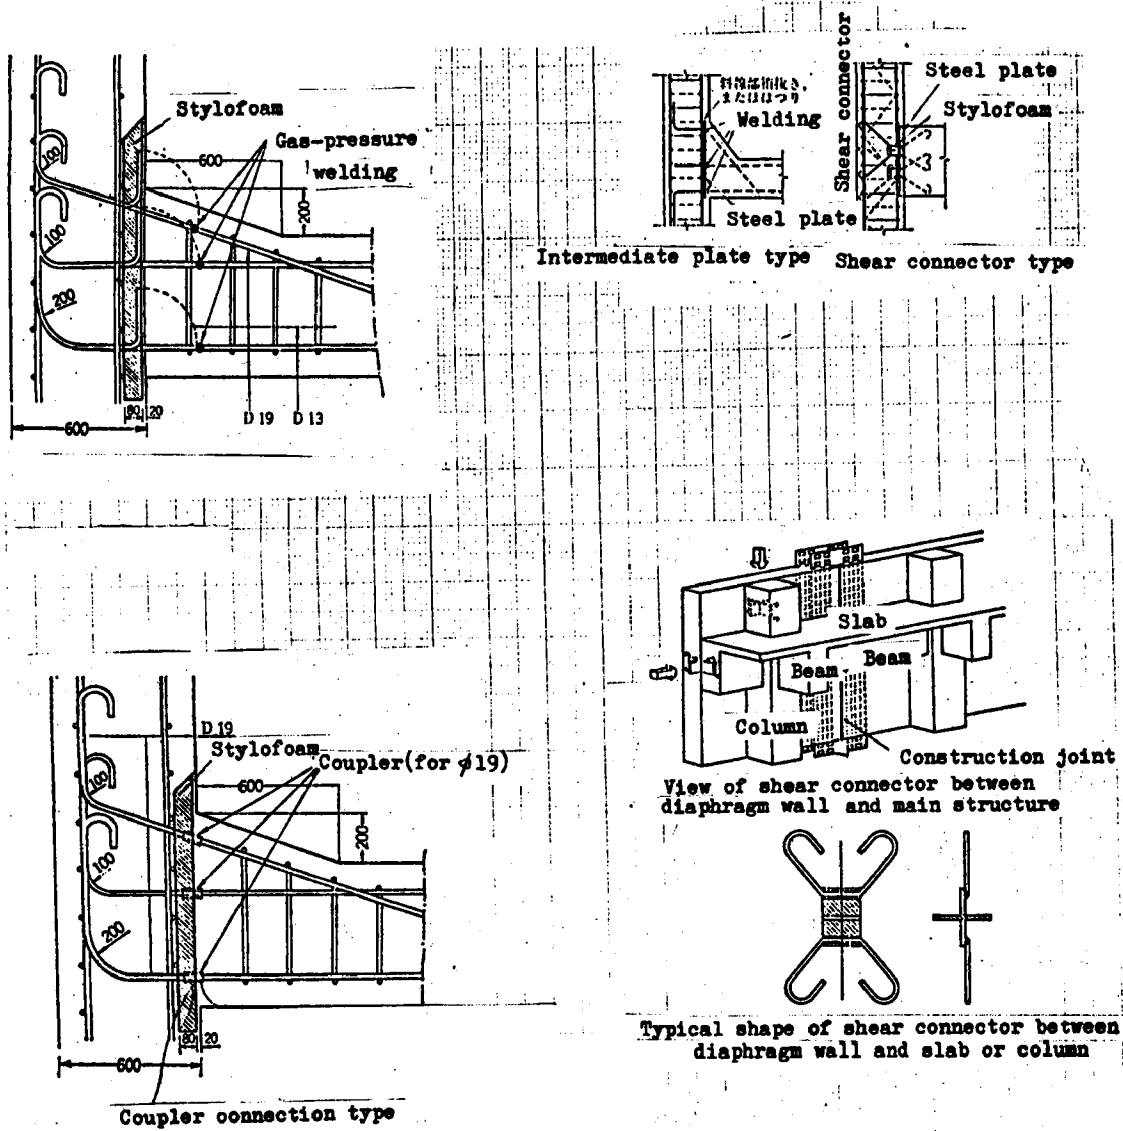 Stylofoam
Gas-pressure
welding
600
200
100
100
200
80 20
600
D 19
D 13
Shear connector
Steel plate
Stylofoam
Welding
Steel plate
Intermediate plate type
Shear connector type
D 19
Stylofoam
Coupler(for ϕ19)
600
200
100
100
200
80 20
600
Coupler connection type
Slab
Beam
Beam
Column
Construction joint
View of shear connector between
diaphragm wall and main structure
Typical shape of shear connector between
diaphragm wall and slab or column